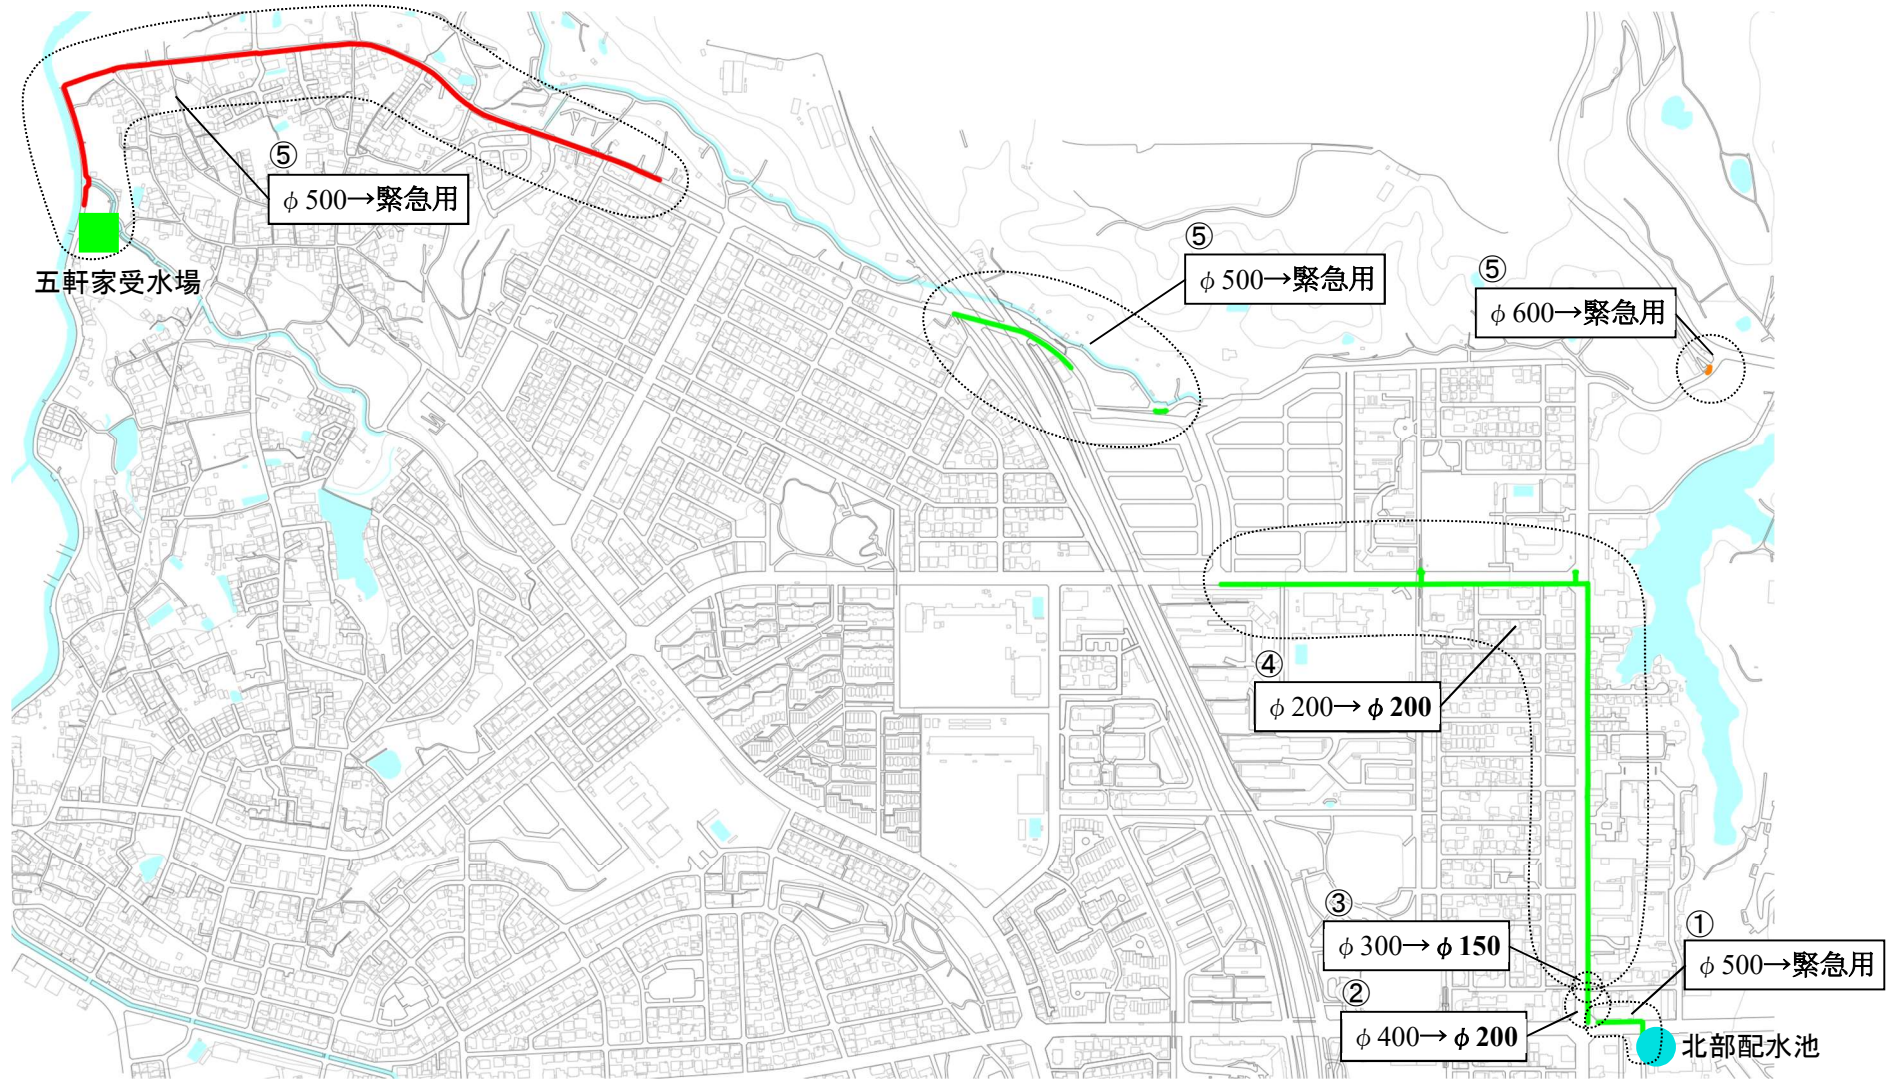 ⑤
φ 500→緊急用
五軒家受水場
⑤
φ 500→緊急用
⑤
φ 600→緊急用
④
φ 200→φ 200
③
φ 300→φ 150
①
φ 500→緊急用
②
φ 400→φ 200
北部配水池